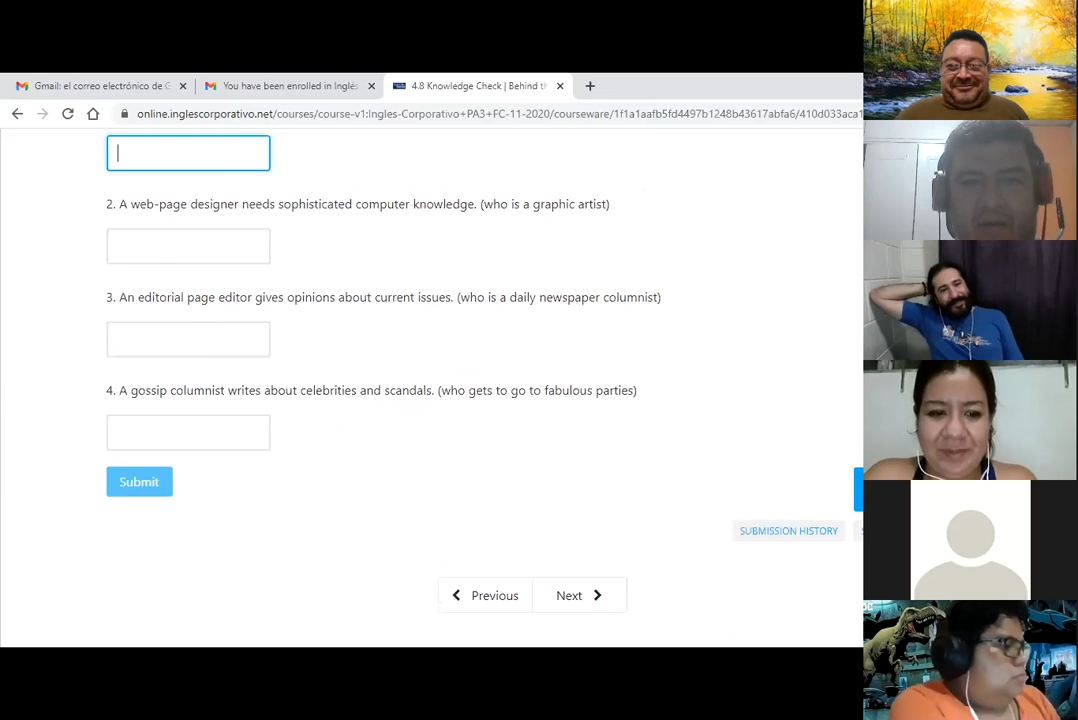 Gmail: el correo electrónico de G
You have been enrolled in Inglés
4.8 Knowledge Check | Behind th
online.inglescorporativo.net/courses/course-v1:Ingles-Corporativo+PA3+FC-11-2020/courseware/1f1a1aafb5fd4497b1248b43617abfa6/410d033aca1
2. A web-page designer needs sophisticated computer knowledge. (who is a graphic artist)
3. An editorial page editor gives opinions about current issues. (who is a daily newspaper columnist)
4. A gossip columnist writes about celebrities and scandals. (who gets to go to fabulous parties)
Submit
SUBMISSION HISTORY
Previous
Next